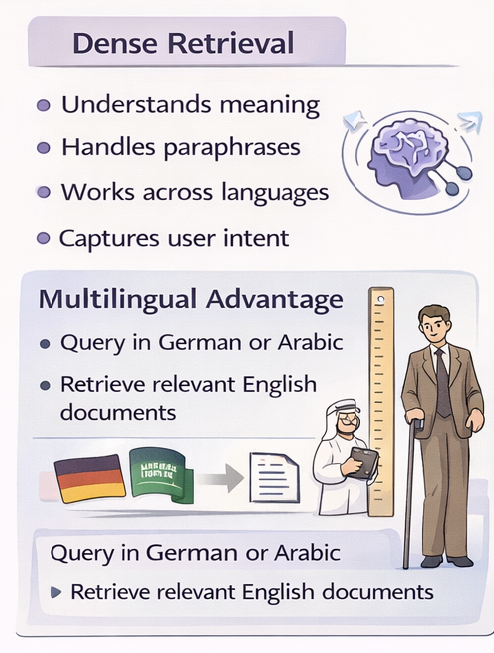 Dense Retrieval
Understands meaning
Handles paraphrases
Works across languages
Captures user intent
Multilingual Advantage
Query in German or Arabic
Retrieve relevant English
documents
Query in German or Arabic
Retrieve relevant English documents